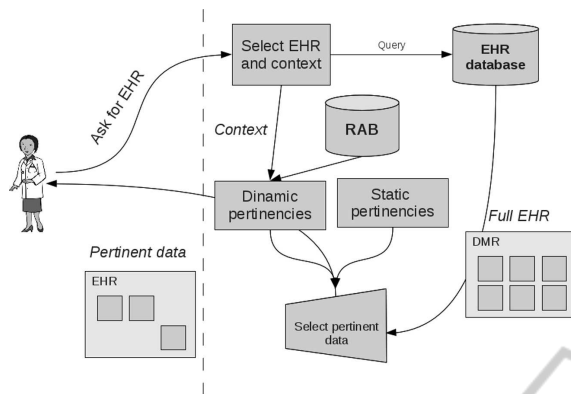 Select EHR
and context
Query
EHR
database
Ask for EHR
Context
RAB
Dinamic
pertinencies
Static
pertinencies
Full EHR
Pertinent data
DMR
EHR
Select pertinent
data